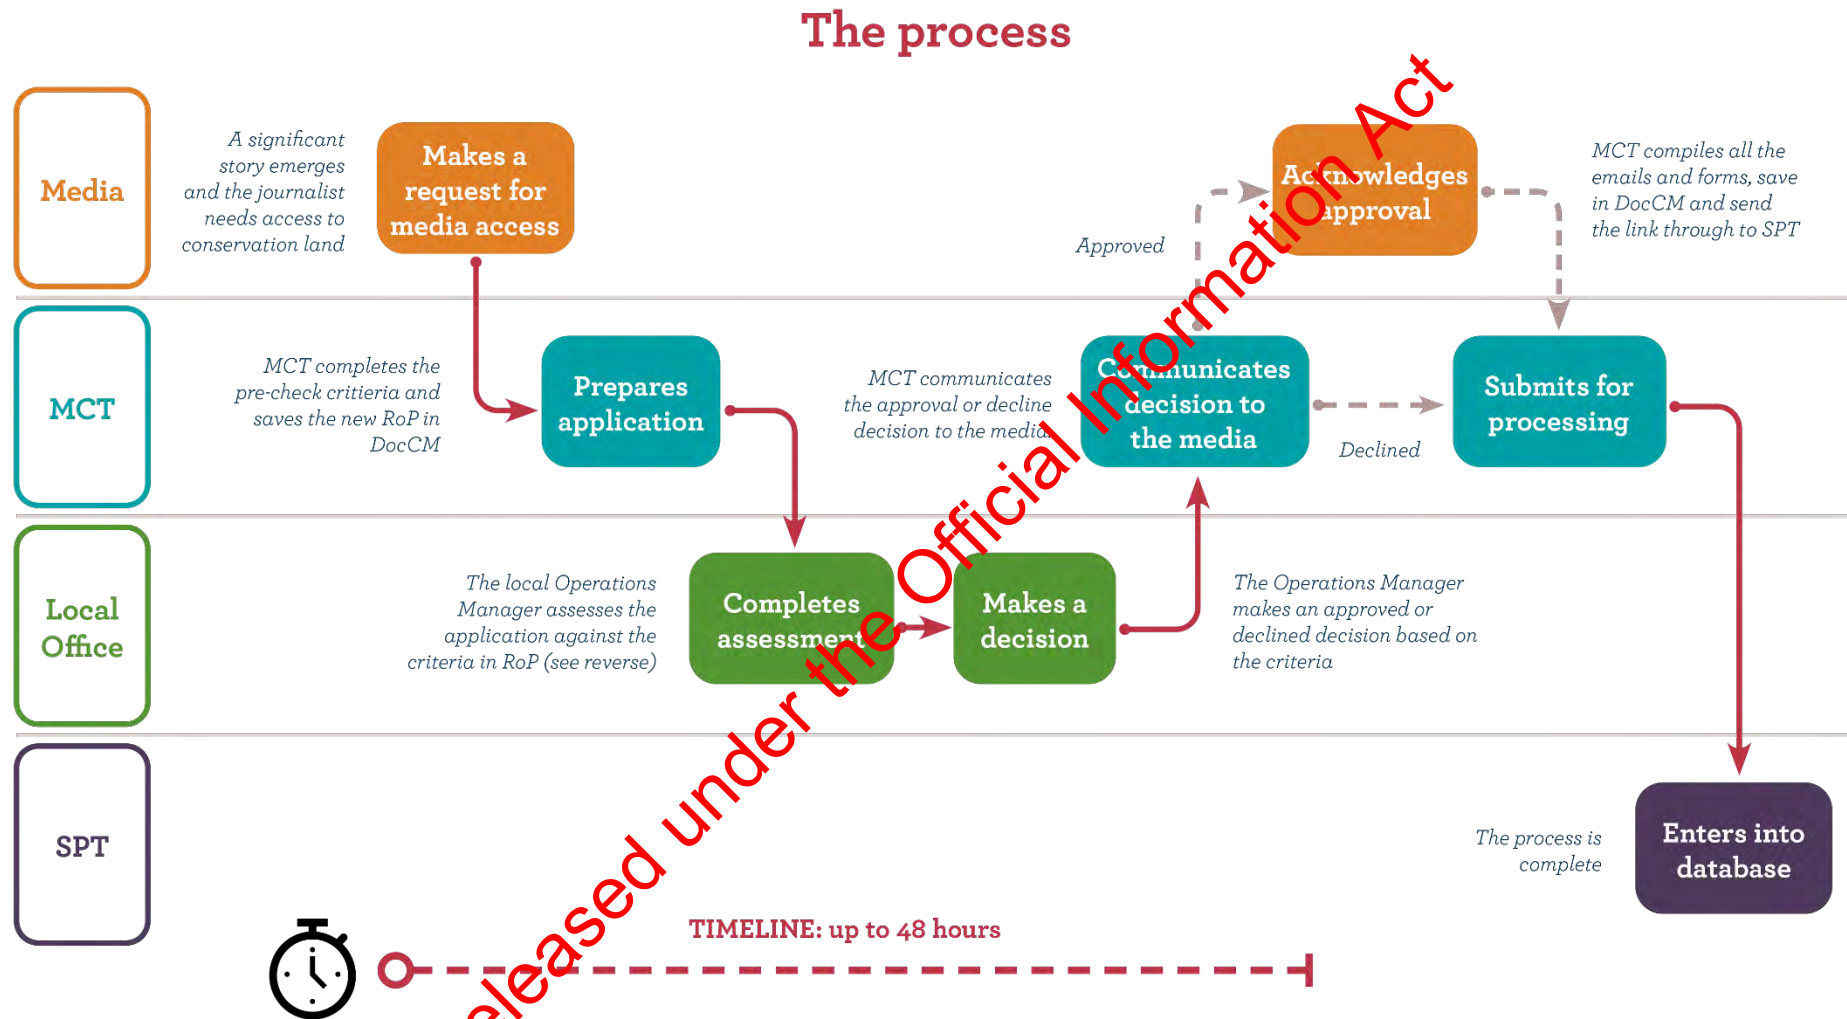 The process
Media
A significant
story emerges
and the journalist
needs access to
conservation land
Makes a
request for
media access
Approved
Acknowledges
approval
MCT compiles all the
emails and forms, save
in DocCM and send
the link through to SPT
MCT
MCT completes the
pre-check critieria and
saves the new RoP in
DocCM
Prepares
application
MCT communicates
the approval or decline
decision to the media.
Communicates
decision to
the media
Declined
Submits for
processing
Local
Office
The local Operations
Manager assesses the
application against the
criteria in RoP (see reverse)
Completes
assessment
Makes a
decision
The Operations Manager
makes an approved or
declined decision based on
the criteria
SPT
The process is
complete
Enters into
database
TIMELINE: up to 48 hours
eleased under the Official Information Act